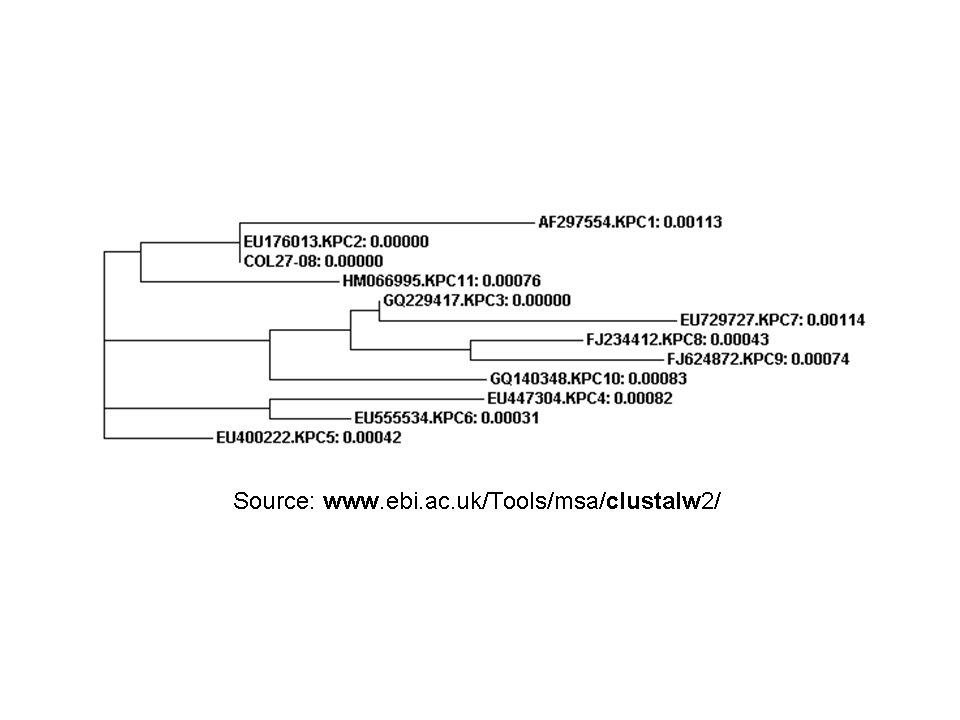 AF297554.KPC1: 0.00113
EU176013.KPC2: 0.00000
COL27-08: 0.00000
HM066995.KPC11: 0.00076
GQ229417.KPC3: 0.00000
EU729727.KPC7: 0.00114
FJ234412.KPC8: 0.00043
FJ624872.KPC9: 0.00074
GQ140348.KPC10: 0.00083
EU447304.KPC4: 0.00082
EU555534.KPC6: 0.00031
EU400222.KPC5: 0.00042
Source: www.ebi.ac.uk/Tools/msa/clustalw2/